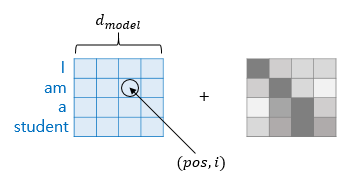 d_model
I
am
a
student
+
(pos, i)